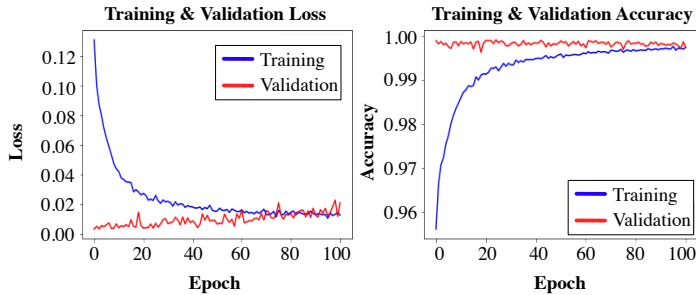 Training & Validation Loss
0.12
0.10
0.08
0.06
0.04
0.02
0.00
Loss
Training
Validation
0 20 40 60 80 100
Epoch
Training & Validation Accuracy
1.00
0.99
0.98
0.97
0.96
Accuracy
Training
Validation
0 20 40 60 80 100
Epoch